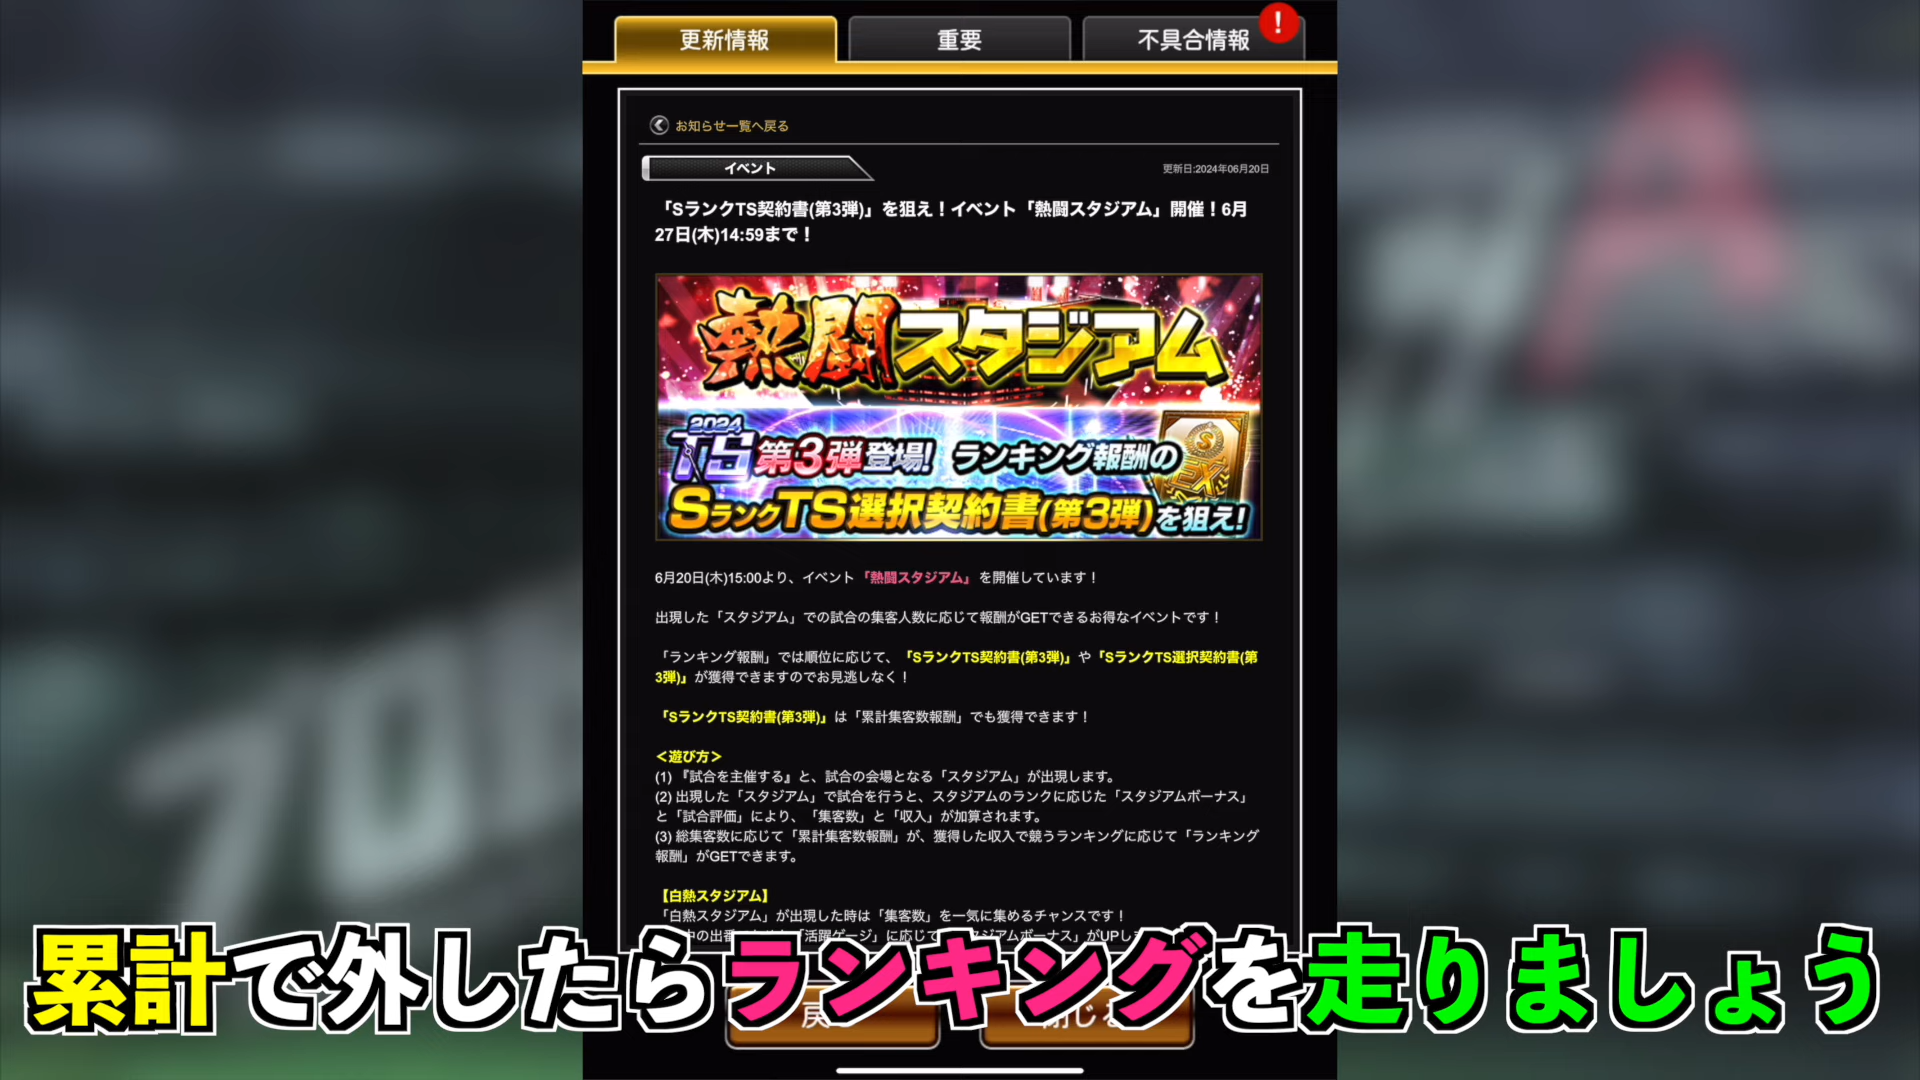 更新情報
重要
不具合情報
!
お知らせ一覧へ戻る
イベント
更新日:2024年06月20日
「SランクTS契約書(第3弾)」を狙え！イベント「熱闘スタジアム」開催！6月
27日(木)14:59まで！
熱闘スタジアム
2024
TS第3弾登場! ランキング報酬の
SランクTS選択契約書(第3弾)を狙え!
S
EX
6月20日(木)15:00より、イベント『熱闘スタジアム』を開催しています！
出現した「スタジアム」での試合の集客人数に応じて報酬がGETできるお得なイベントです！
「ランキング報酬」では順位に応じて、『SランクTS契約書(第3弾)』や『SランクTS選択契約書(第
3弾)』が獲得できますのでお見逃しなく！
『SランクTS契約書(第3弾)』は「累計集客数報酬」でも獲得できます！
＜遊び方＞
(1)『試合を主催する』と、試合の会場となる「スタジアム」が出現します。
(2) 出現した「スタジアム」で試合を行うと、スタジアムのランクに応じた「スタジアムボーナス」
と「試合評価」により、「集客数」と「収入」が加算されます。
(3) 総集客数に応じて「累計集客数報酬」が、獲得した収入で競うランキングに応じて「ランキング
報酬」がGETできます。
【白熱スタジアム】
「白熱スタジアム」が出現した時は「集客数」を一気に集めるチャンスです！
「活躍ゲージ」に応じて
累計で外したらランキングを走りましょう